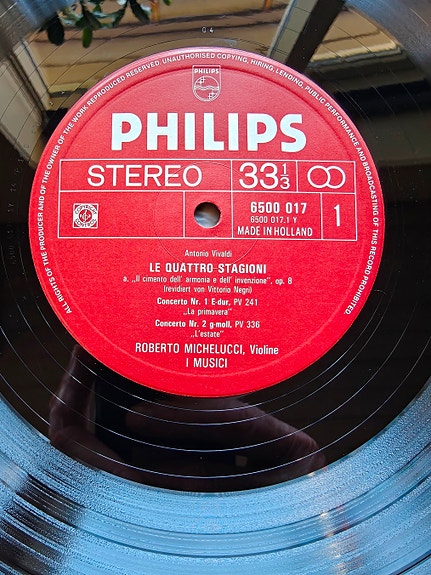 04
ALL RIGHTS OF THE PRODUCER AND OF THE OWNER OF THE WORK REPRODUCED RESERVED. UNAUTHORISED COPYING, HIRING, LENDING, PUBLIC PERFORMANCE AND BROADCASTING OF THIS RECORD PROHIBITED.
PHILIPS
PHILIPS
STEREO 33 1/3
6500 017
6500 017.1 Y
MADE IN HOLLAND
1
Antonio Vivaldi
LE QUATTRO STAGIONI
a. „Il cimento dell' armonia e dell' invenzione", op. 8
(revidiert von Vittorio Negri)
Concerto Nr. 1 E-dur, PV 241
„La primavera"
Concerto Nr. 2 g-moll, PV 336
„L'estate"
ROBERTO MICHELUCCI, Violine
I MUSICI